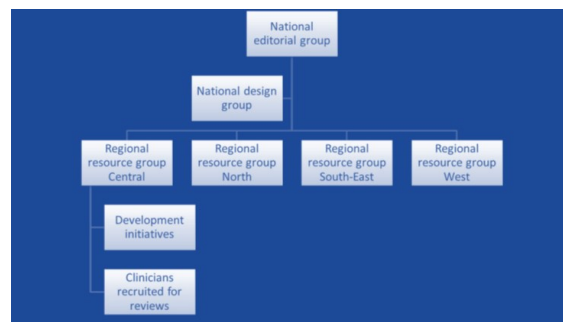 National
editorial group
National design
group
Regional
resource group
Central
Regional
resource group
North
Regional
resource group
South-East
Regional
resource group
West
Development
initiatives
Clinicians
recruited for
reviews